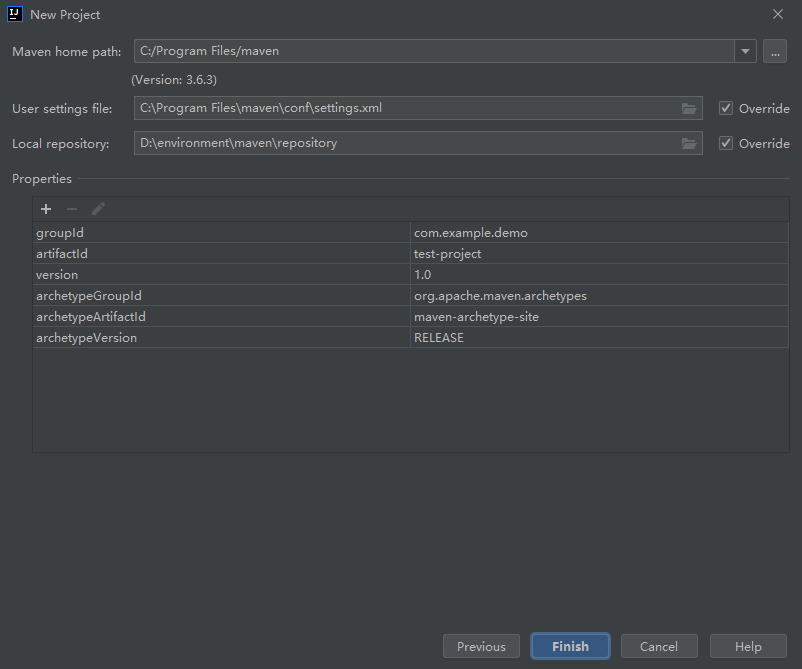 IJ New Project
Maven home path: C:/Program Files/maven ...
(Version: 3.6.3)
User settings file: C:\Program Files\maven\conf\settings.xml Override
Local repository: D:\environment\maven\repository Override
Properties
groupId com.example.demo
artifactId test-project
version 1.0
archetypeGroupId org.apache.maven.archetypes
archetypeArtifactId maven-archetype-site
archetypeVersion RELEASE
Previous Finish Cancel Help